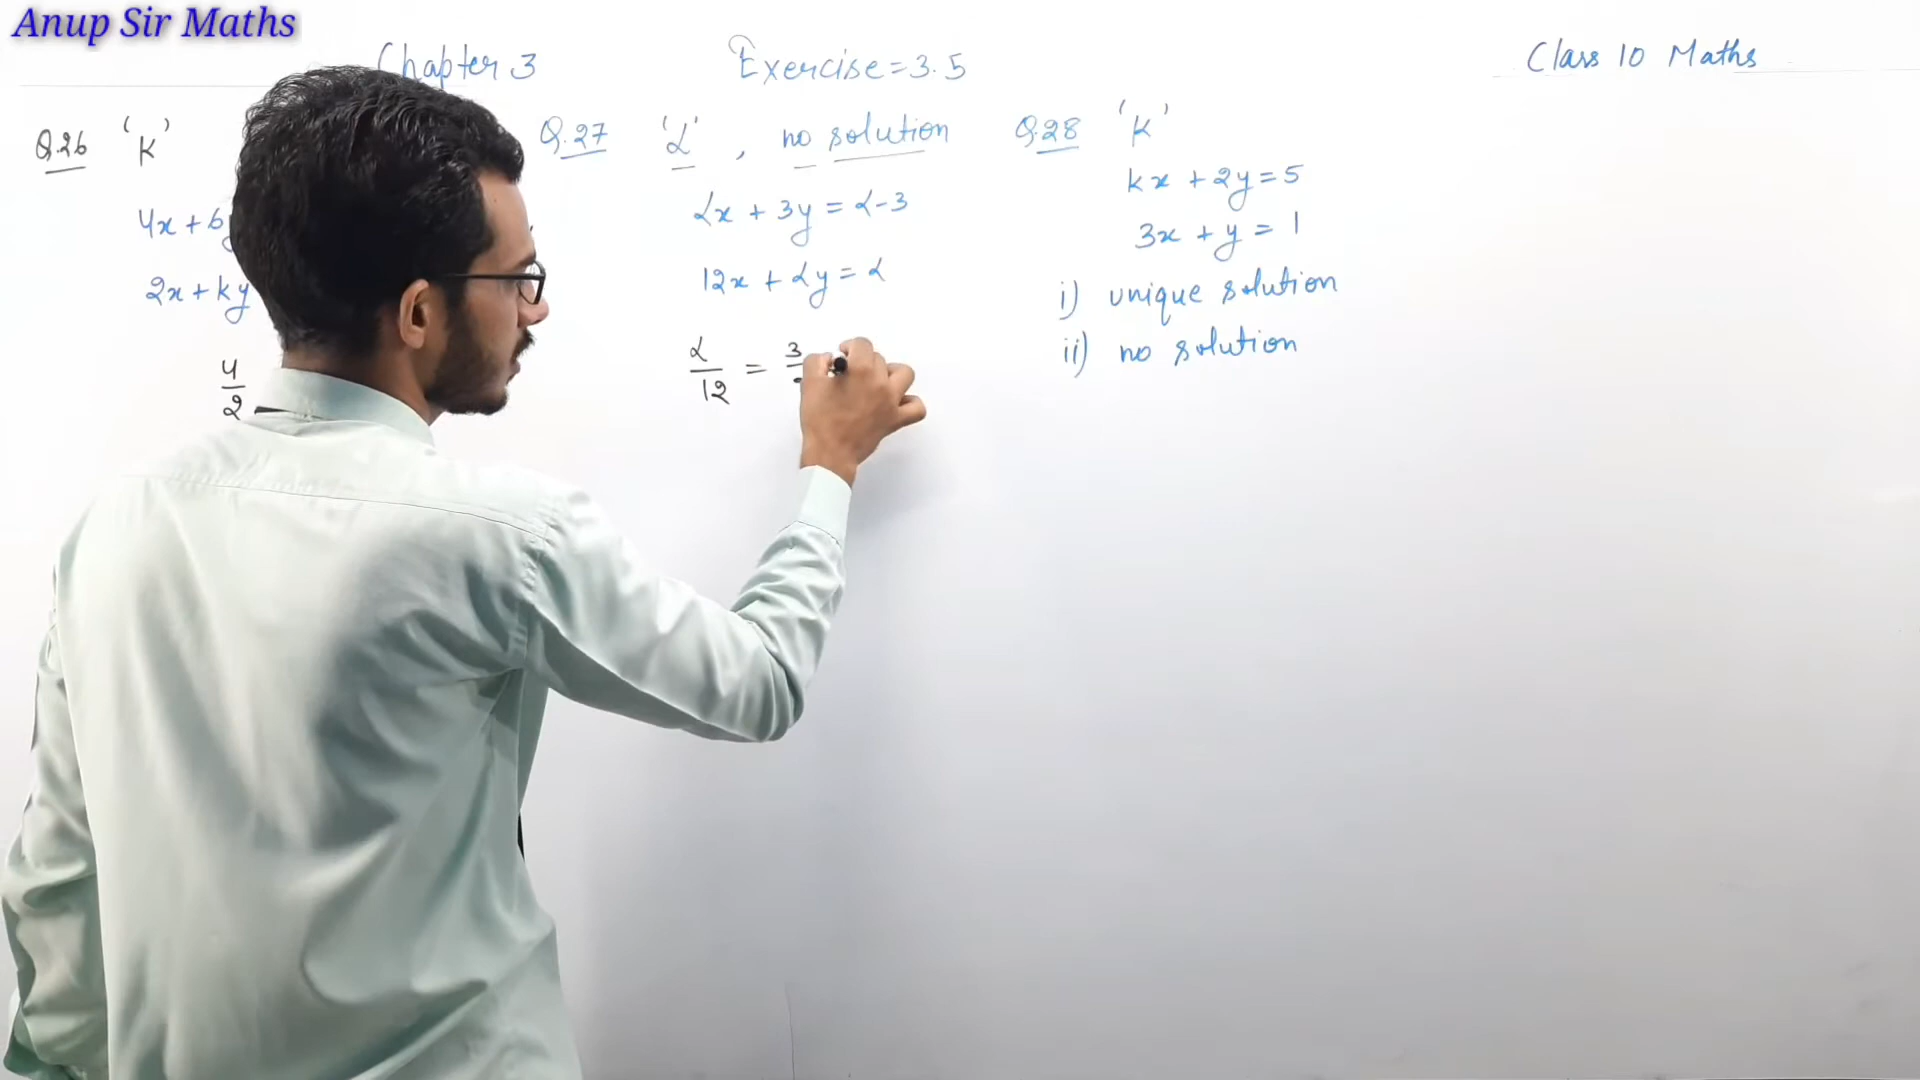 Anup Sir Maths
Chapter 3 Exercise = 3.5 Class 10 Maths
Q.26 'K'
4x + 6y
2x + ky
4/2
Q.27 'α', no solution
αx + 3y = α-3
12x + αy = α
α/12 = 3/
Q.28 'K'
kx + 2y = 5
3x + y = 1
i) unique solution
ii) no solution